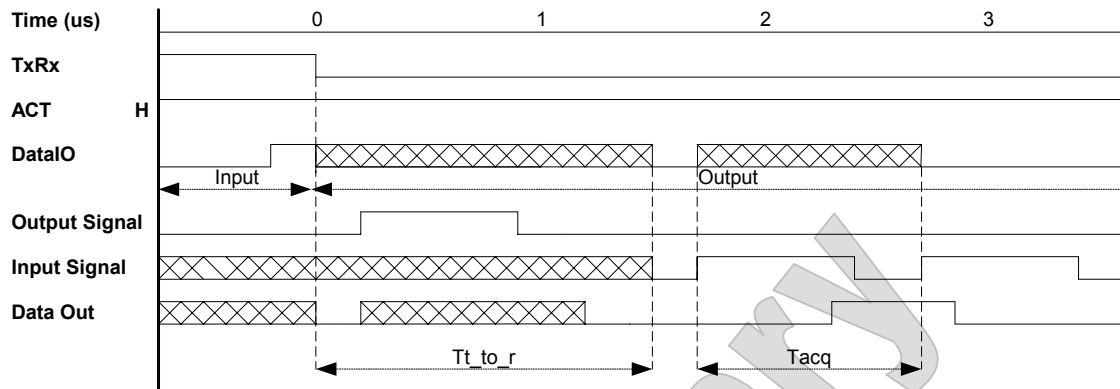 Time (us) 0 1 2 3
TxRx
ACT H
DataIO
Input Output
Output Signal
Input Signal
Data Out
Tt_to_r Tacq